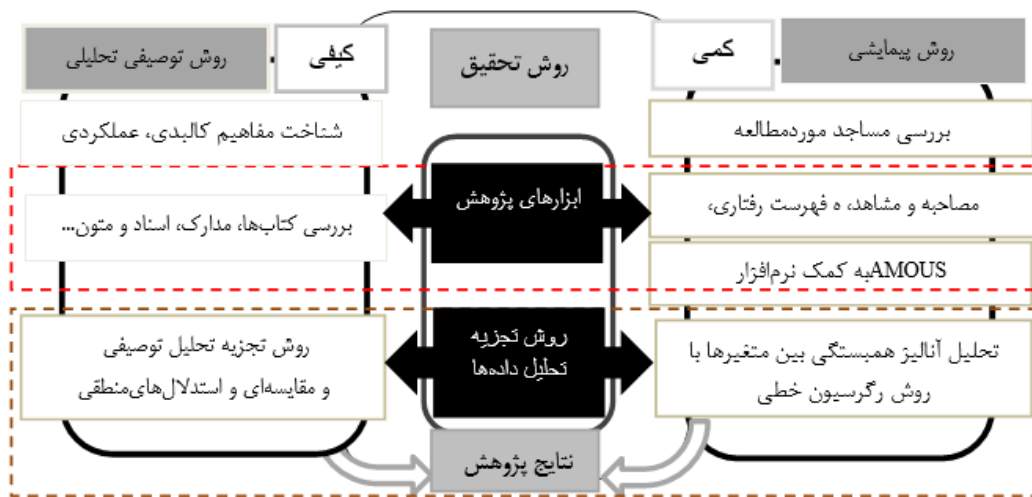 روش پیمایشی
کمی
روش تحقیق
کیفی
روش توصیفی تحلیلی
بررسی مساجد موردمطالعه
شناخت مفاهیم کالبدی، عملکردی
مصاحبه و مشاهد، ه فهرست رفتاری،
ابزارهای پژوهش
بررسی کتاب‌ها، مدارک، اسناد و متون...
AMOUSبه کمک نرم‌افزار
تحلیل آنالیز همبستگی بین متغیرها با
روش رگرسیون خطی
روش تجزیه
تحلیل داده‌ها
روش تجزیه تحلیل توصیفی
و مقایسه‌ای و استدلال‌های‌منطقی
نتایج پژوهش